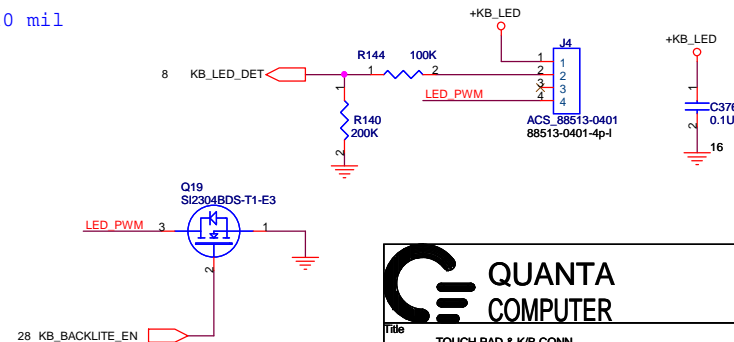 0 mil
+KB_LED
+KB_LED
J4
R144 100K
8 KB_LED_DET
1 2
1 1
2 2
3 3
4 4
LED_PWM
1
R140
200K
2
ACS_88513-0401
88513-0401-4p-l
1
C376
0.1U
2
16
Q19
SI2304BDS-T1-E3
LED_PWM 3
1
2
28 KB_BACKLITE_EN
QUANTA
COMPUTER
Title
TOUCH PAD & K/B CONN